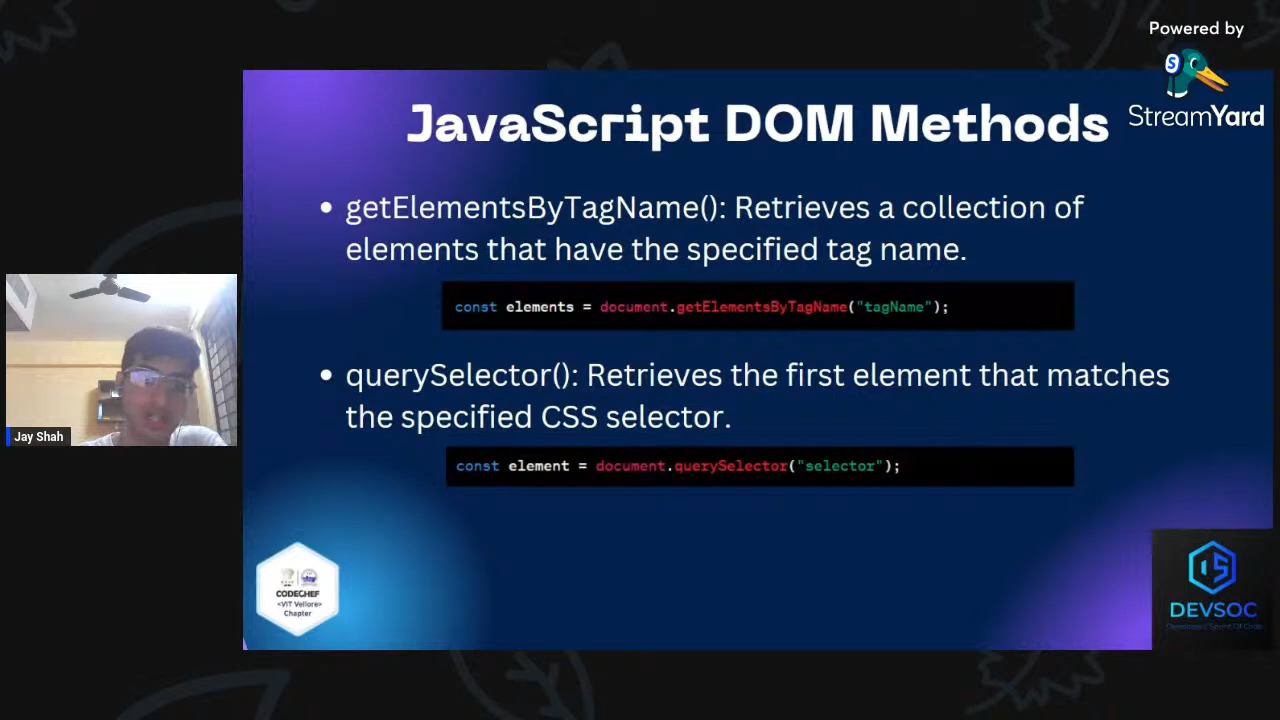 Powered by
StreamYard
JavaScript DOM Methods
• getElementsByTagName(): Retrieves a collection of
elements that have the specified tag name.
const elements = document.getElementsByTagName("tagName");
• querySelector(): Retrieves the first element that matches
the specified CSS selector.
const element = document.querySelector("selector");
Jay Shah
CODECHEF
<VIT Vellore>
Chapter
DEVSOC